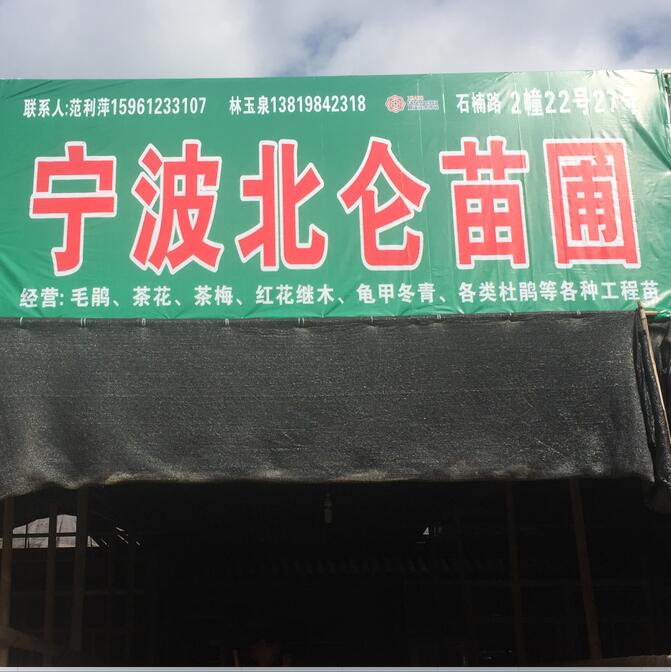 联系人:范利萍15961233107 林玉泉13819842318 石楠路 2幢22号27号
宁波北仑苗圃
经营:毛鹃、茶花、茶梅、红花继木、龟甲冬青、各类杜鹃等各种工程苗